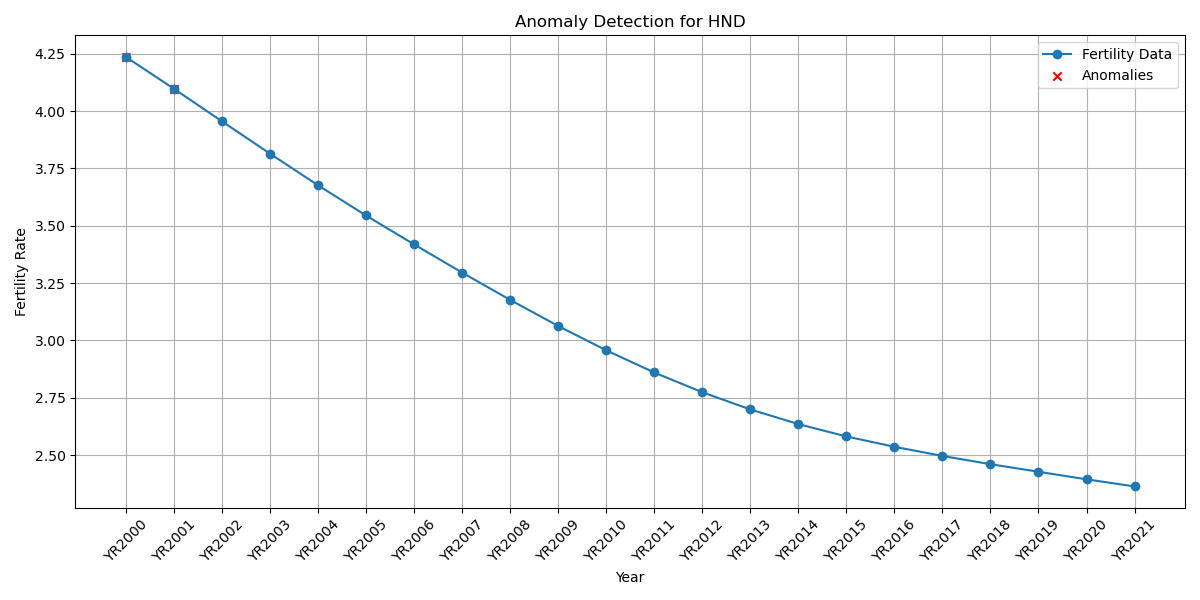 Anomaly Detection for HND
Fertility Data
Anomalies
Fertility Rate
4.25
4.00
3.75
3.50
3.25
3.00
2.75
2.50
YR2000 YR2001 YR2002 YR2003 YR2004 YR2005 YR2006 YR2007 YR2008 YR2009 YR2010 YR2011 YR2012 YR2013 YR2014 YR2015 YR2016 YR2017 YR2018 YR2019 YR2020 YR2021
Year